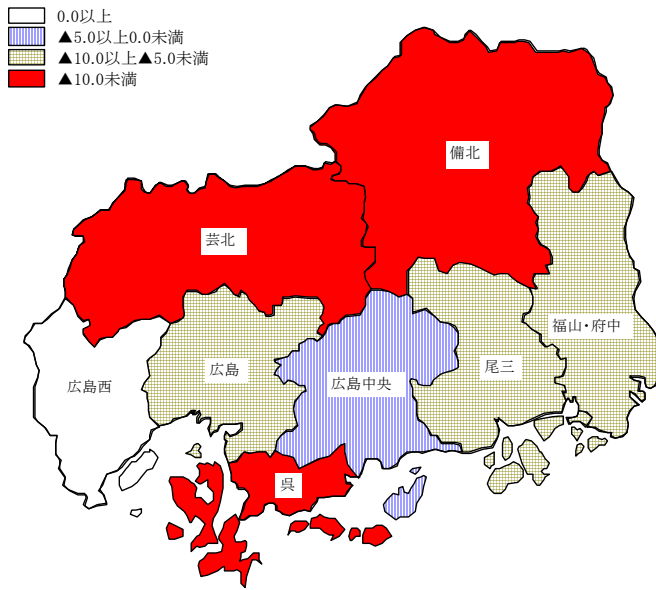 0.0以上
▲5.0以上0.0未満
▲10.0以上▲5.0未満
▲10.0未満
備北
芸北
福山・府中
広島
尾三
広島中央
広島西
呉